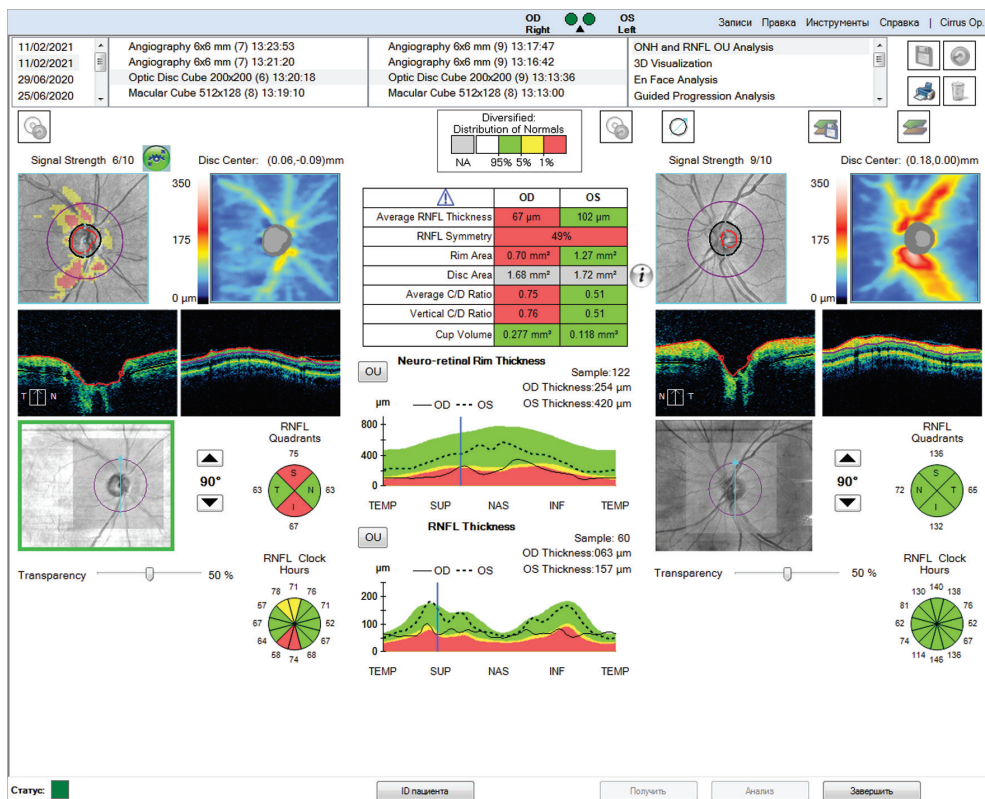 OD
Right
OS
Left
Записи Правка Инструменты Справка | Cirrus Op.
11/02/2021
11/02/2021
29/06/2020
25/06/2020
Angiography 6x6 mm (7) 13:23:53
Angiography 6x6 mm (7) 13:21:20
Optic Disc Cube 200x200 (6) 13:20:18
Macular Cube 512x128 (8) 13:19:10
Angiography 6x6 mm (9) 13:17:47
Angiography 6x6 mm (9) 13:16:42
Optic Disc Cube 200x200 (9) 13:13:36
Macular Cube 512x128 (8) 13:13:00
ONH and RNFL OU Analysis
3D Visualization
En Face Analysis
Guided Progression Analysis
Diversified:
Distribution of Normals
NA 95% 5% 1%
Signal Strength 6/10
Disc Center: (0.06,-0.09)mm
350
175
0 µm
T N
OD OS
Average RNFL Thickness 67 µm 102 µm
RNFL Symmetry 49%
Rim Area 0.70 mm² 1.27 mm²
Disc Area 1.68 mm² 1.72 mm²
Average C/D Ratio 0.75 0.51
Vertical C/D Ratio 0.76 0.51
Cup Volume 0.277 mm³ 0.118 mm³
i
Signal Strength 9/10
Disc Center: (0.18,0.00)mm
350
175
0 µm
N T
OU
Neuro-retinal Rim Thickness
Sample:122
OD Thickness:254 µm
OS Thickness:420 µm
µm
OD OS
800
400
0
TEMP SUP NAS INF TEMP
OU
RNFL Thickness
Sample: 60
OD Thickness:063 µm
OS Thickness:157 µm
µm
OD OS
200
100
0
TEMP SUP NAS INF TEMP
90°
RNFL
Quadrants
75
S
63 T N 63
I
67
Transparency 50 %
RNFL Clock
Hours
78 71 76
57 71
67 52
64 67
58 74 68
90°
RNFL
Quadrants
136
S
72 N T 65
I
132
Transparency 50 %
RNFL Clock
Hours
130 140 138
81 76
62 52
74 67
114 146 136
Статус:
ID пациента
Получить
Анализ
Завершить